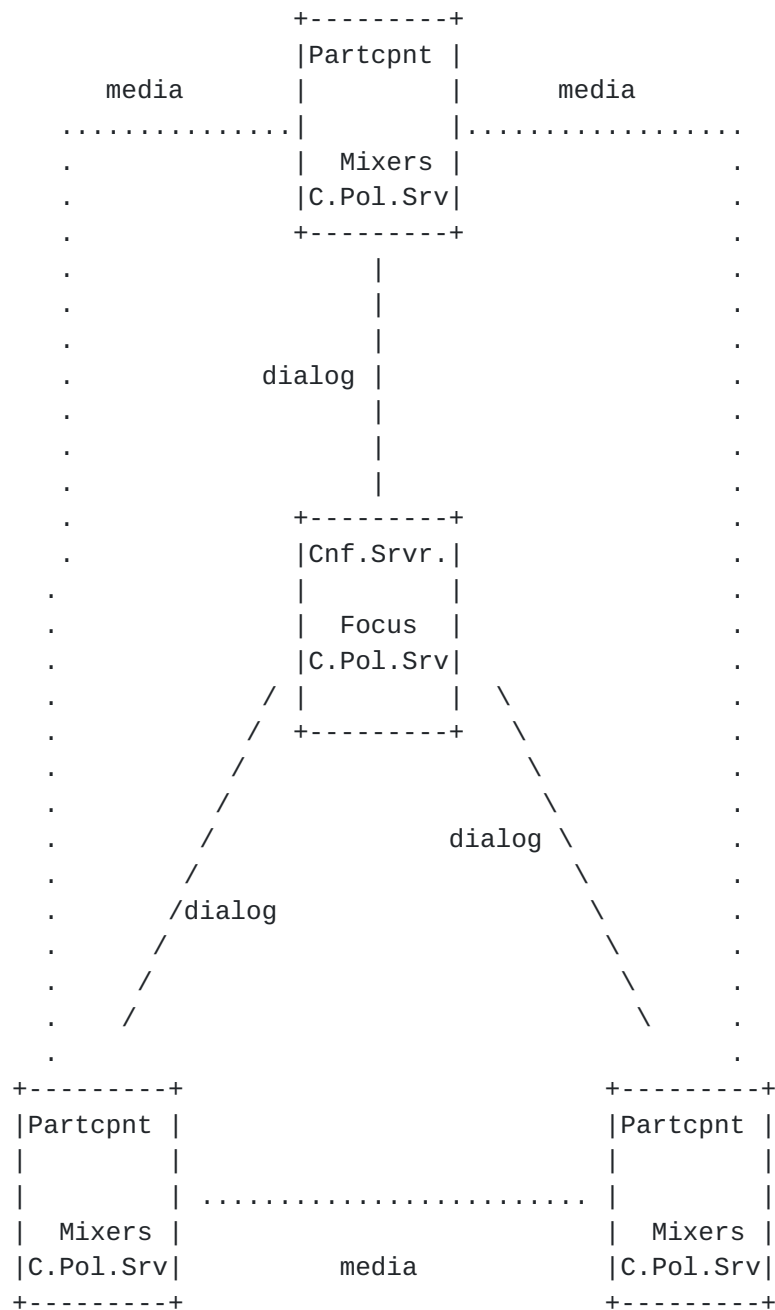 Partcpnt
media media
Mixers
C.Pol.Srv
dialog
Cnf.Srvr.
Focus
C.Pol.Srv
dialog
dialog
Partcpnt Partcpnt
Mixers Mixers
C.Pol.Srv media C.Pol.Srv